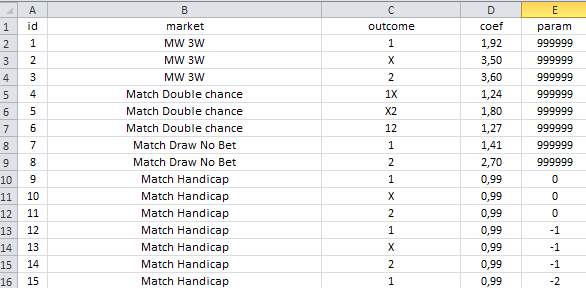 A B C D E
1 id market outcome coef param
2 1 MW 3W 1 1,92 999999
3 2 MW 3W X 3,50 999999
4 3 MW 3W 2 3,60 999999
5 4 Match Double chance 1X 1,24 999999
6 5 Match Double chance X2 1,80 999999
7 6 Match Double chance 12 1,27 999999
8 7 Match Draw No Bet 1 1,41 999999
9 8 Match Draw No Bet 2 2,70 999999
10 9 Match Handicap 1 0,99 0
11 10 Match Handicap X 0,99 0
12 11 Match Handicap 2 0,99 0
13 12 Match Handicap 1 0,99 -1
14 13 Match Handicap X 0,99 -1
15 14 Match Handicap 2 0,99 -1
16 15 Match Handicap 1 0,99 -2